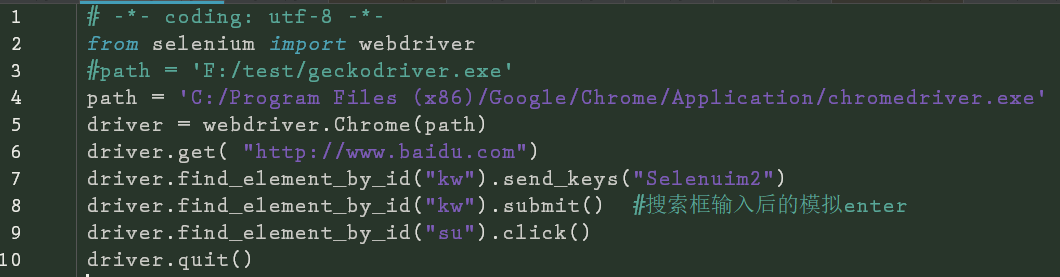 1 # -*- coding: utf-8 -*-
2 from selenium import webdriver
3 #path = 'F:/test/geckodriver.exe'
4 path = 'C:/Program Files (x86)/Google/Chrome/Application/chromedriver.exe'
5 driver = webdriver.Chrome(path)
6 driver.get( "http://www.baidu.com")
7 driver.find_element_by_id("kw").send_keys("Selenuim2")
8 driver.find_element_by_id("kw").submit()  #搜索框输入后的模拟enter
9 driver.find_element_by_id("su").click()
10 driver.quit()